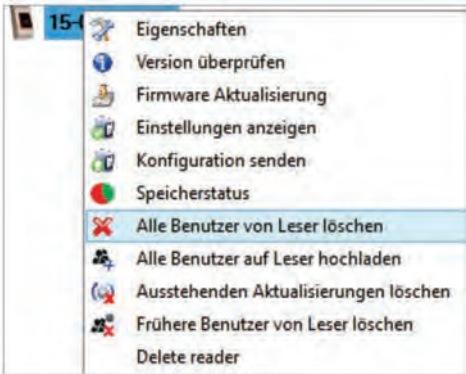 15-
Eigenschaften
Version überprüfen
Firmware Aktualisierung
Einstellungen anzeigen
Konfiguration senden
Speicherstatus
Alle Benutzer von Leser löschen
Alle Benutzer auf Leser hochladen
Ausstehenden Aktualisierungen löschen
Frühere Benutzer von Leser löschen
Delete reader